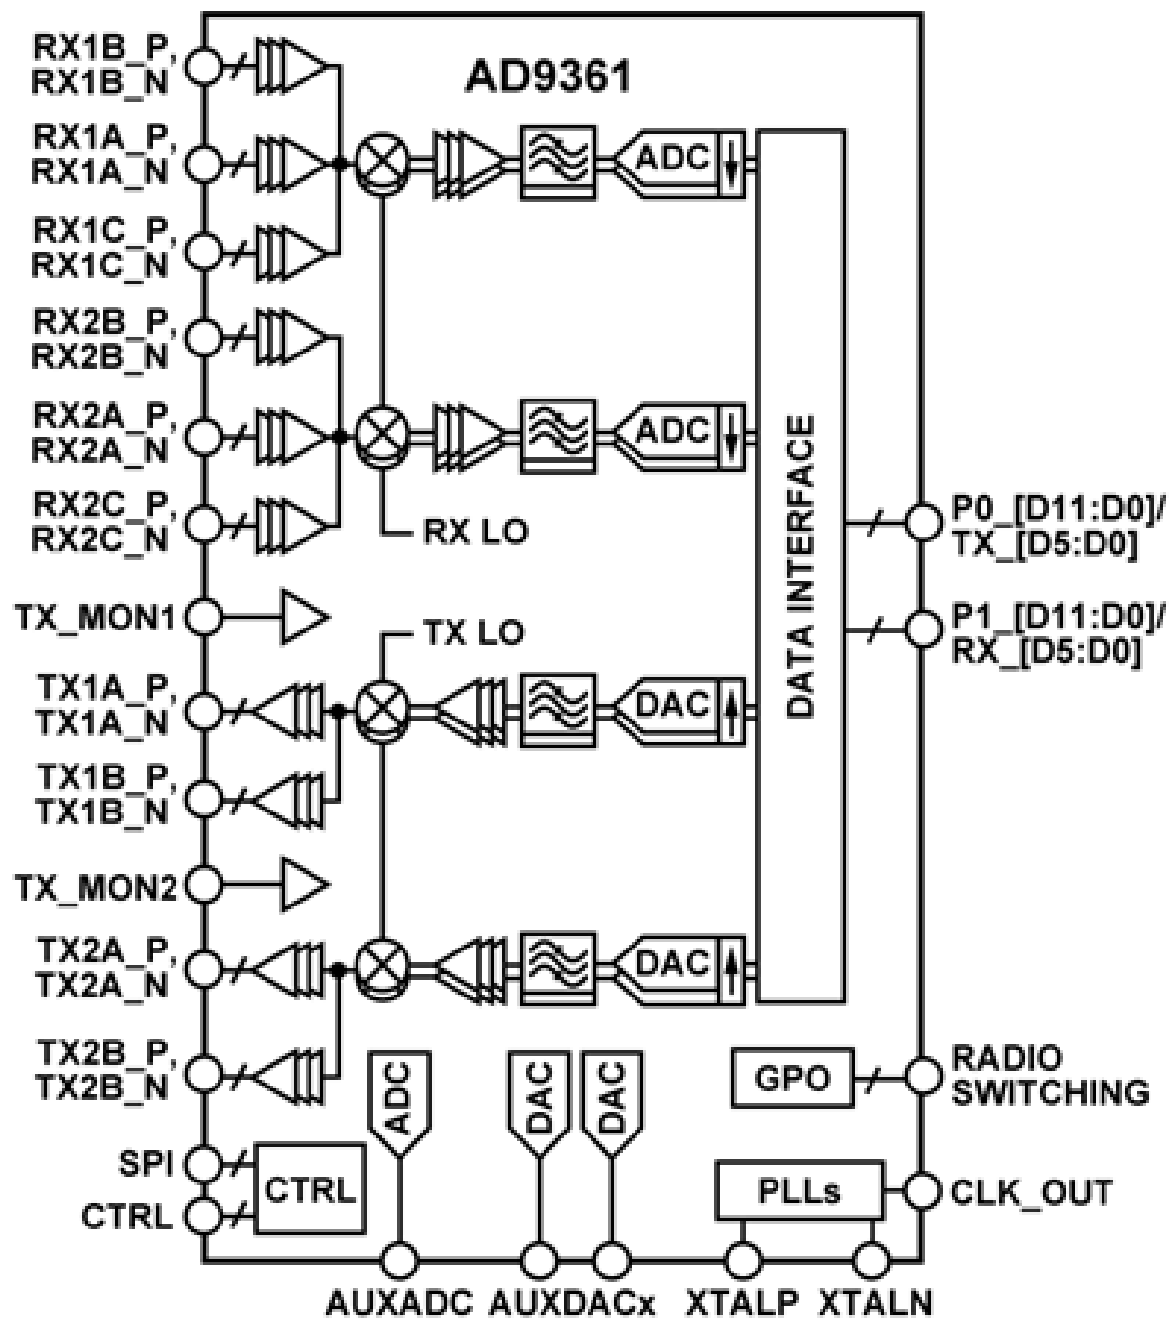 AD9361
RX1B_P,
RX1B_N
RX1A_P,
RX1A_N
ADC
RX1C_P,
RX1C_N
RX2B_P,
RX2B_N
RX2A_P,
RX2A_N
ADC
RX2C_P,
RX2C_N
RX LO
DATA INTERFACE
P0_[D11:D0]/
TX_[D5:D0]
P1_[D11:D0]/
RX_[D5:D0]
TX_MON1
TX LO
TX1A_P,
TX1A_N
DAC
TX1B_P,
TX1B_N
TX_MON2
TX2A_P,
TX2A_N
DAC
TX2B_P,
TX2B_N
ADC
DAC
DAC
GPO
RADIO
SWITCHING
SPI
CTRL
CTRL
PLLs
CLK_OUT
AUXADC
AUXDACx
XTALP
XTALN